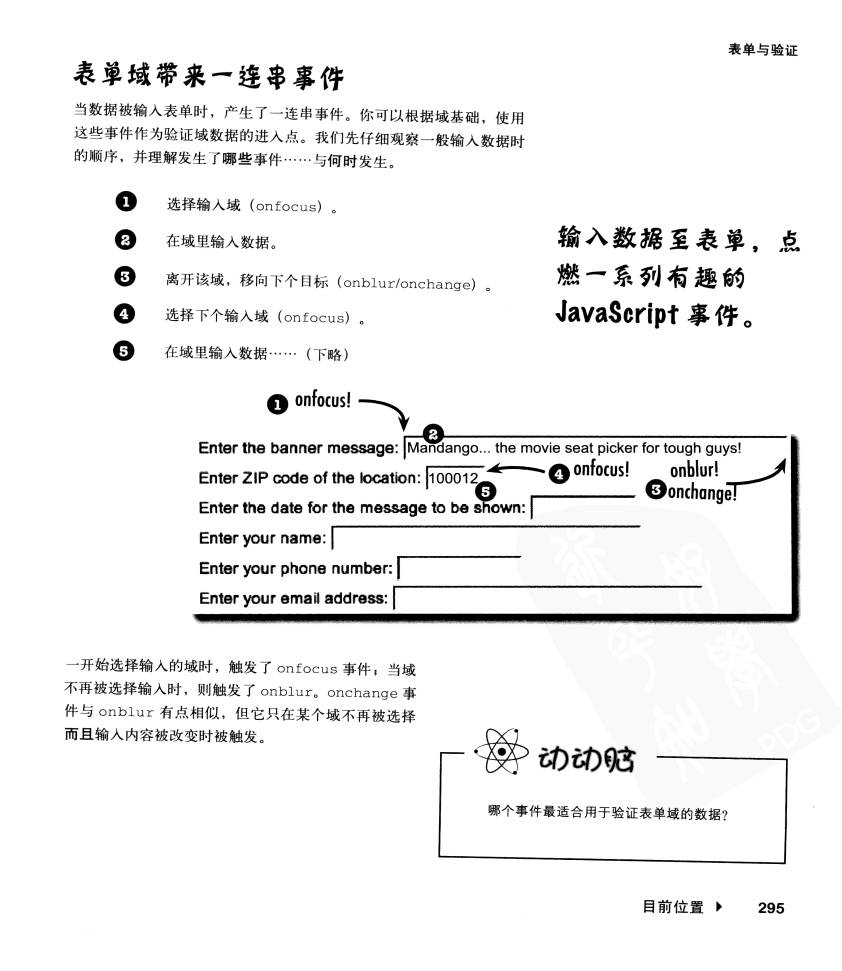 表单与验证
表单域带来一连串事件
当数据被输入表单时，产生了一连串事件。你可以根据域基础，使用
这些事件作为验证域数据的进入点。我们先仔细观察一般输入数据时
的顺序，并理解发生了哪些事件……与何时发生。
1 选择输入域（onfocus）。
2 在域里输入数据。
3 离开该域，移向下个目标（onblur/onchange）。
4 选择下个输入域（onfocus）。
5 在域里输入数据……（下略）
输入数据至表单，点
燃一系列有趣的
JavaScript 事件。
1 onfocus!
2
Enter the banner message: Mandango... the movie seat picker for tough guys!
Enter ZIP code of the location: 100012
4 onfocus!
onblur!
3 onchange!
5
Enter the date for the message to be shown:
Enter your name:
Enter your phone number:
Enter your email address:
一开始选择输入的域时，触发了 onfocus 事件；当域
不再被选择输入时，则触发了 onblur。onchange 事
件与 onblur 有点相似，但它只在某个域不再被选择
而且输入内容被改变时被触发。
动动脑
哪个事件最适合用于验证表单域的数据？
PDG
目前位置 295